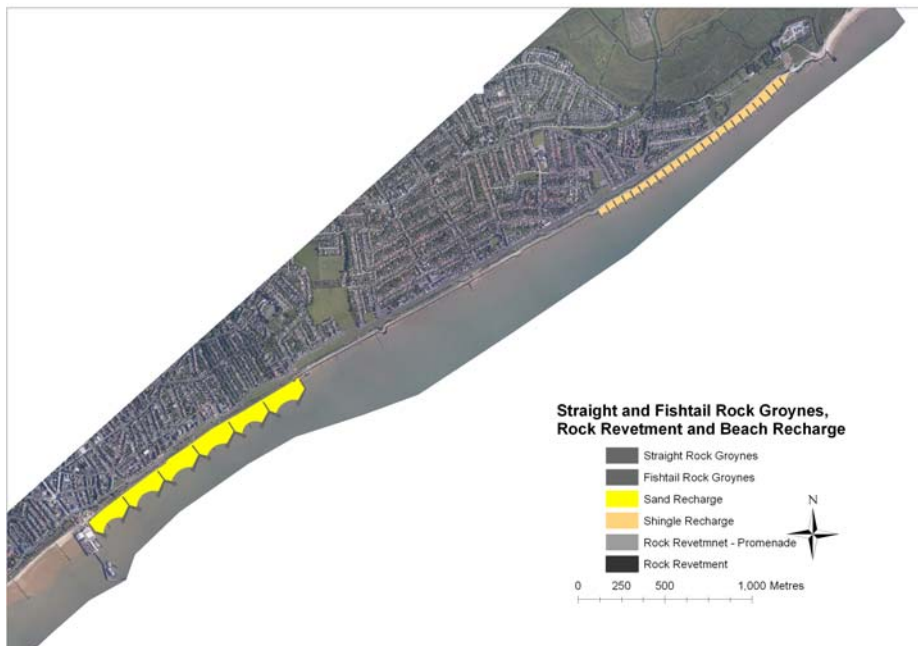 Straight and Fishtail Rock Groynes,
Rock Revetment and Beach Recharge
Straight Rock Groynes
Fishtail Rock Groynes
Sand Recharge
Shingle Recharge
Rock Revetmnet - Promenade
Rock Revetment
N
0 250 500 1,000 Metres